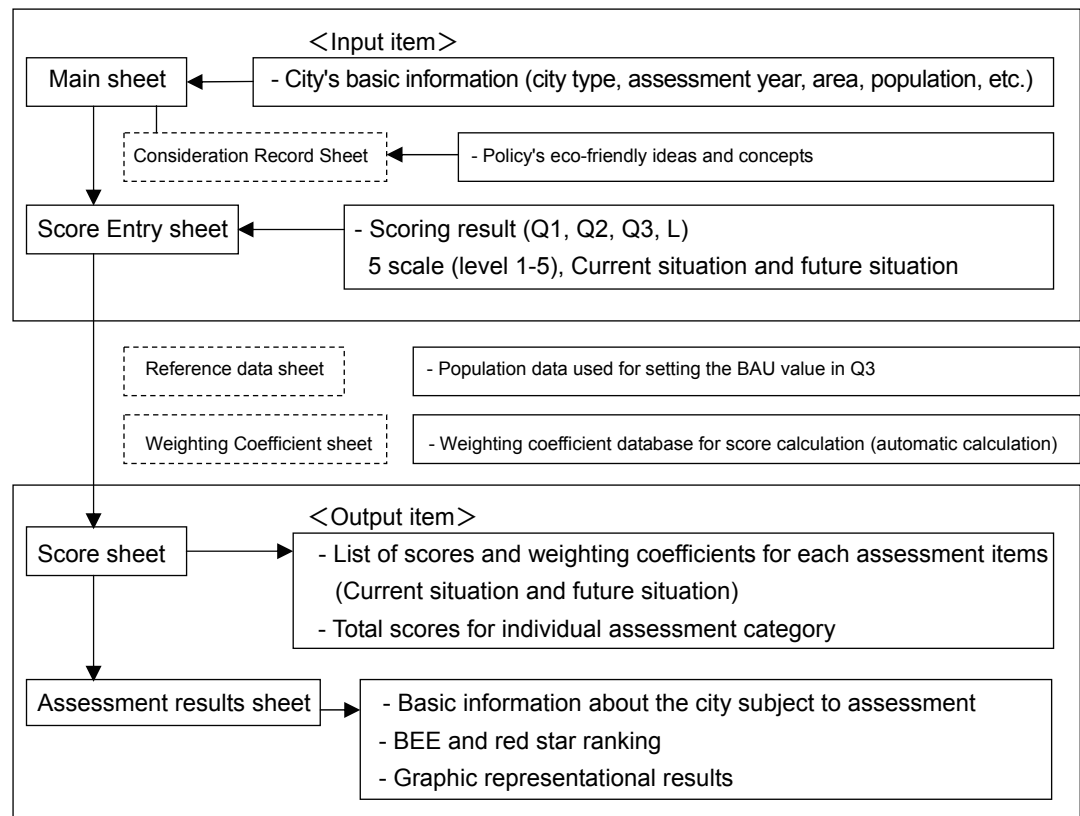 ＜Input item＞
Main sheet
- City's basic information (city type, assessment year, area, population, etc.)
Consideration Record Sheet
- Policy's eco-friendly ideas and concepts
Score Entry sheet
- Scoring result (Q1, Q2, Q3, L)
5 scale (level 1-5), Current situation and future situation
Reference data sheet
- Population data used for setting the BAU value in Q3
Weighting Coefficient sheet
- Weighting coefficient database for score calculation (automatic calculation)
＜Output item＞
Score sheet
- List of scores and weighting coefficients for each assessment items
(Current situation and future situation)
- Total scores for individual assessment category
Assessment results sheet
- Basic information about the city subject to assessment
- BEE and red star ranking
- Graphic representational results